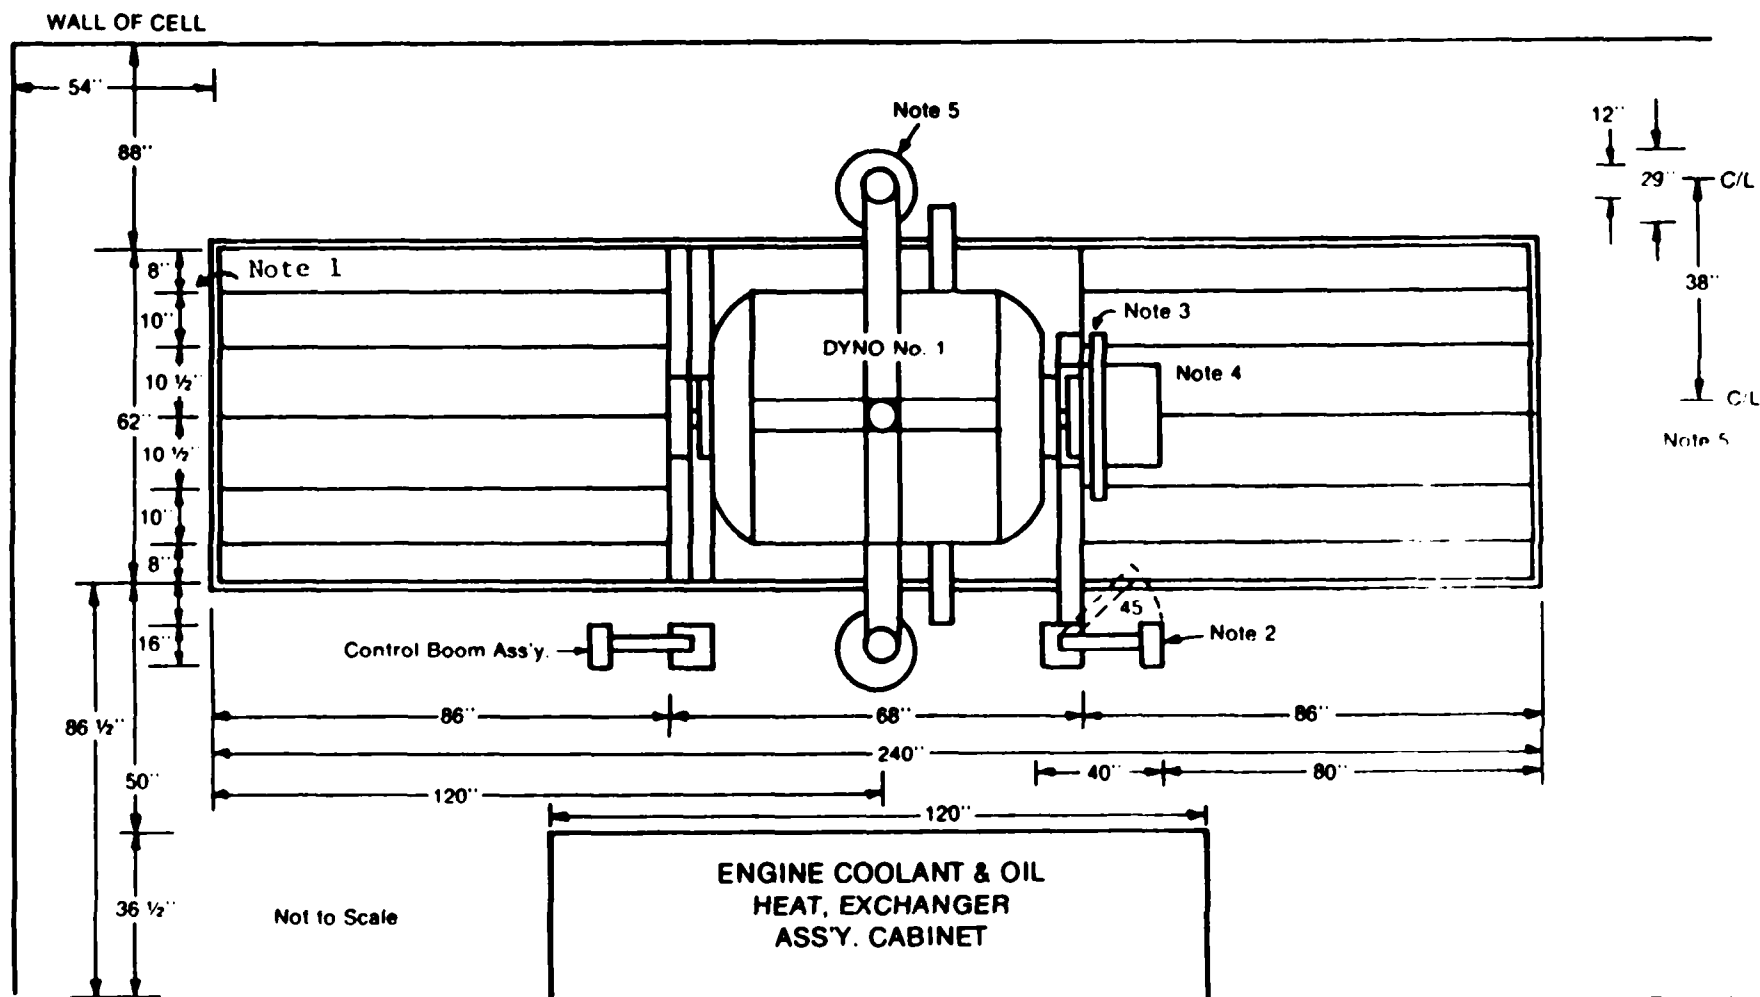 WALL OF CELL
54"
88"
Note 5
12"
29"
C/L
38"
C/L
Note 5
8"
Note 1
10"
10 ½"
62"
10 ½"
10"
8"
16"
DYNO No. 1
Note 3
Note 4
45
Note 2
Control Boom Ass'y.
86"
68"
86"
86 ½"
240"
40"
80"
50"
120"
120"
ENGINE COOLANT & OIL
HEAT, EXCHANGER
ASS'Y. CABINET
36 ½"
Not to Scale